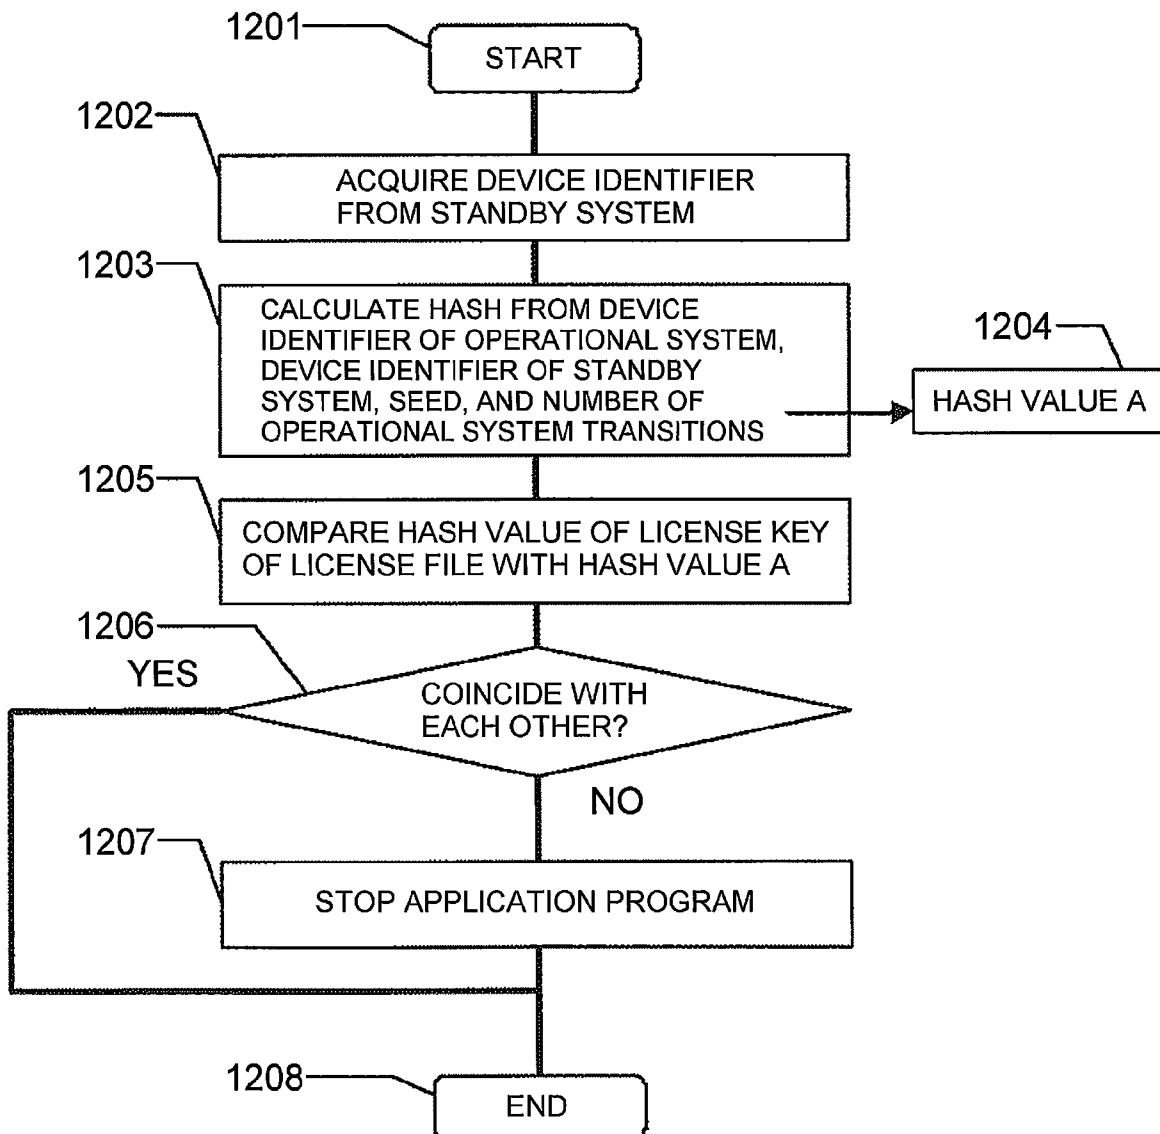 1201
START
1202
ACQUIRE DEVICE IDENTIFIER
FROM STANDBY SYSTEM
1203
CALCULATE HASH FROM DEVICE
IDENTIFIER OF OPERATIONAL SYSTEM,
DEVICE IDENTIFIER OF STANDBY
SYSTEM, SEED, AND NUMBER OF
OPERATIONAL SYSTEM TRANSITIONS
1204
HASH VALUE A
1205
COMPARE HASH VALUE OF LICENSE KEY
OF LICENSE FILE WITH HASH VALUE A
1206
YES
COINCIDE WITH
EACH OTHER?
NO
1207
STOP APPLICATION PROGRAM
1208
END